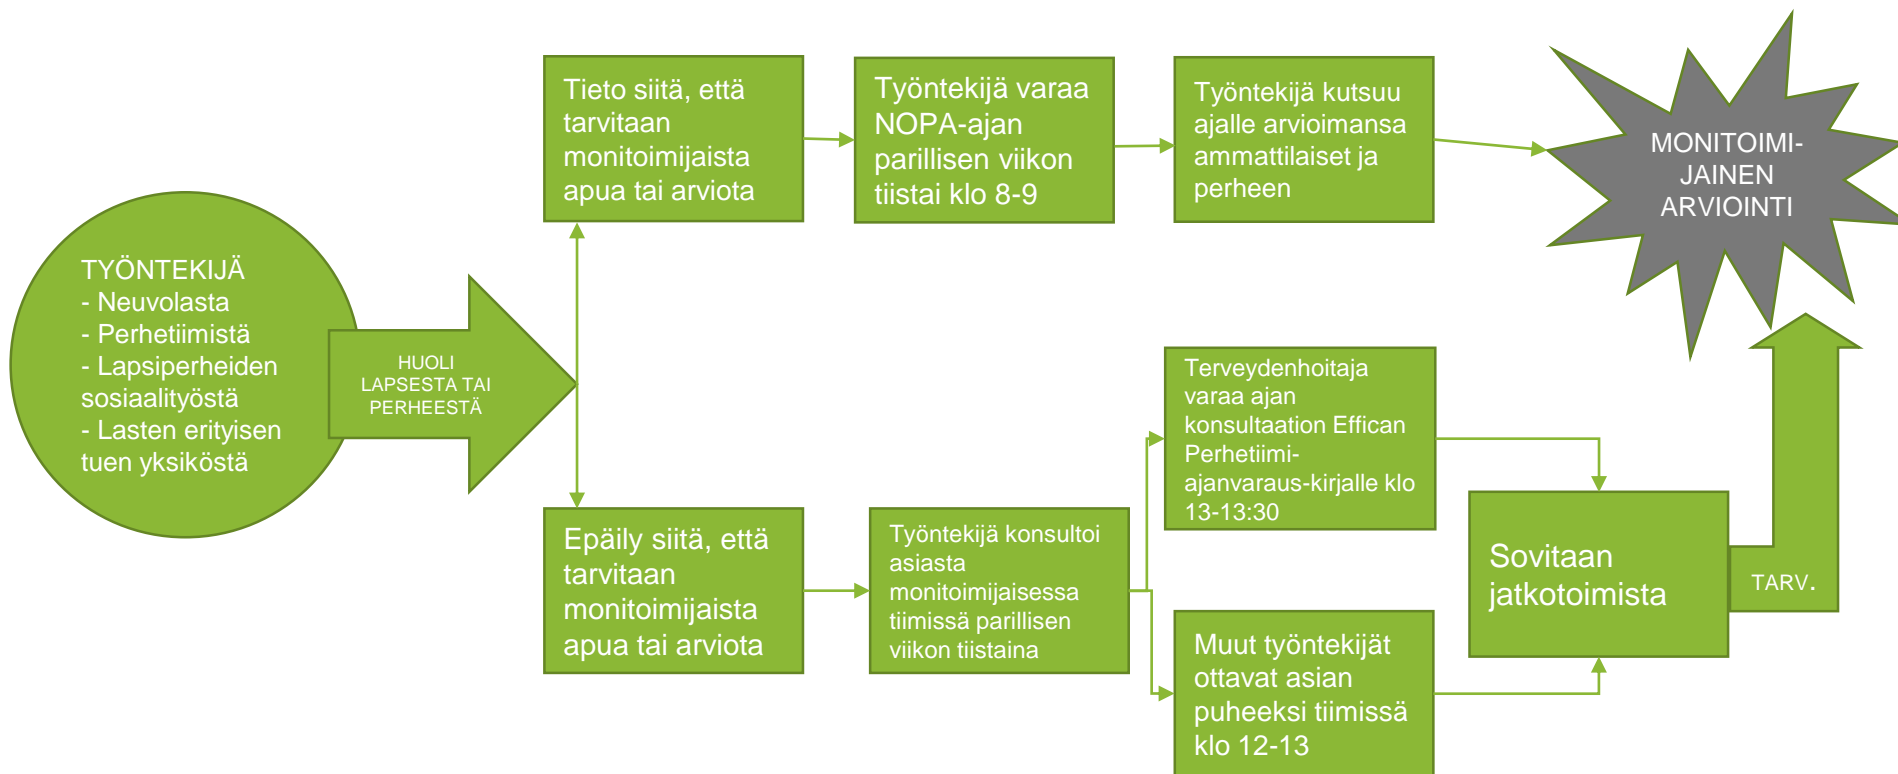 TYÖNTEKIJÄ
- Neuvolasta
- Perhetiimistä
- Lapsiperheiden
sosiaalityöstä
- Lasten erityisen
tuen yksiköstä
HUOLI
LAPSESTA TAI
PERHEESTÄ
Tieto siitä, että
tarvitaan
monitoimijaista
apua tai arviota
Työntekijä varaa
NOPA-ajan
parillisen viikon
tiistai klo 8-9
Työntekijä kutsuu
ajalle arvioimansa
ammattilaiset ja
perheen
MONITOIMI-
JAINEN
ARVIOINTI
Epäily siitä, että
tarvitaan
monitoimijaista
apua tai arviota
Työntekijä konsultoi
asiasta
monitoimijaisessa
tiimissä parillisen
viikon tiistaina
Terveydenhoitaja
varaa ajan
konsultaation Effican
Perhetiimi-
ajanvaraus-kirjalle klo
13-13:30
Muut työntekijät
ottavat asian
puheeksi tiimissä
klo 12-13
Sovitaan
jatkotoimista
TARV.